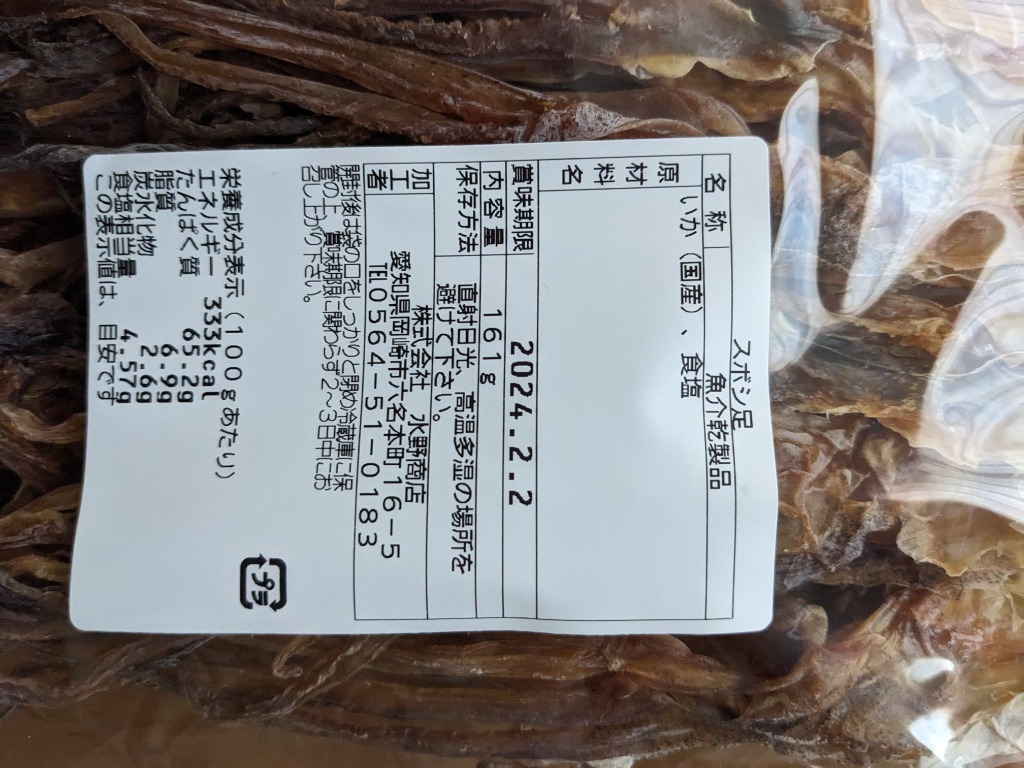 スボシ足
名 称 魚介乾製品
原材料名 いか(国産)、食塩
賞味期限 2024.2.2
内容量 161g
保存方法 直射日光、高温多湿の場所を
避けて下さい。
加工者 株式会社 氷野商店
愛知県岡崎市六名本町16-5
℡0564-51-0183
開封後は袋の口をしっかりと閉め冷蔵庫に保
管の上、賞味期限に関わらず2~3日中にお
召し上がり下さい。
栄養成分表示(100gあたり)
エネルギー 333kcal
たんぱく質 65.2g
脂質 6.9g
炭水化物 2.6g
食塩相当量 4.57g
この表示値は、目安です
プラ